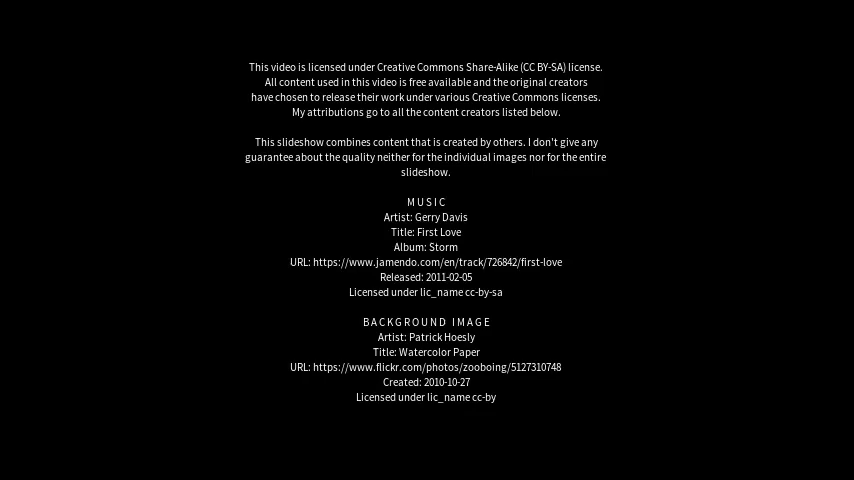 This video is licensed under Creative Commons Share-Alike (CC BY-SA) license.
All content used in this video is free available and the original creators
have chosen to release their work under various Creative Commons licenses.
My attributions go to all the content creators listed below.
This slideshow combines content that is created by others. I don't give any
guarantee about the quality neither for the individual images nor for the entire
slideshow.
MUSIC
Artist: Gerry Davis
Title: First Love
Album: Storm
URL: https://www.jamendo.com/en/track/726842/first-love
Released: 2011-02-05
Licensed under lic_name cc-by-sa
BACKGROUND IMAGE
Artist: Patrick Hoesly
Title: Watercolor Paper
URL: https://www.flickr.com/photos/zooboing/5127310748
Created: 2010-10-27
Licensed under lic_name cc-by